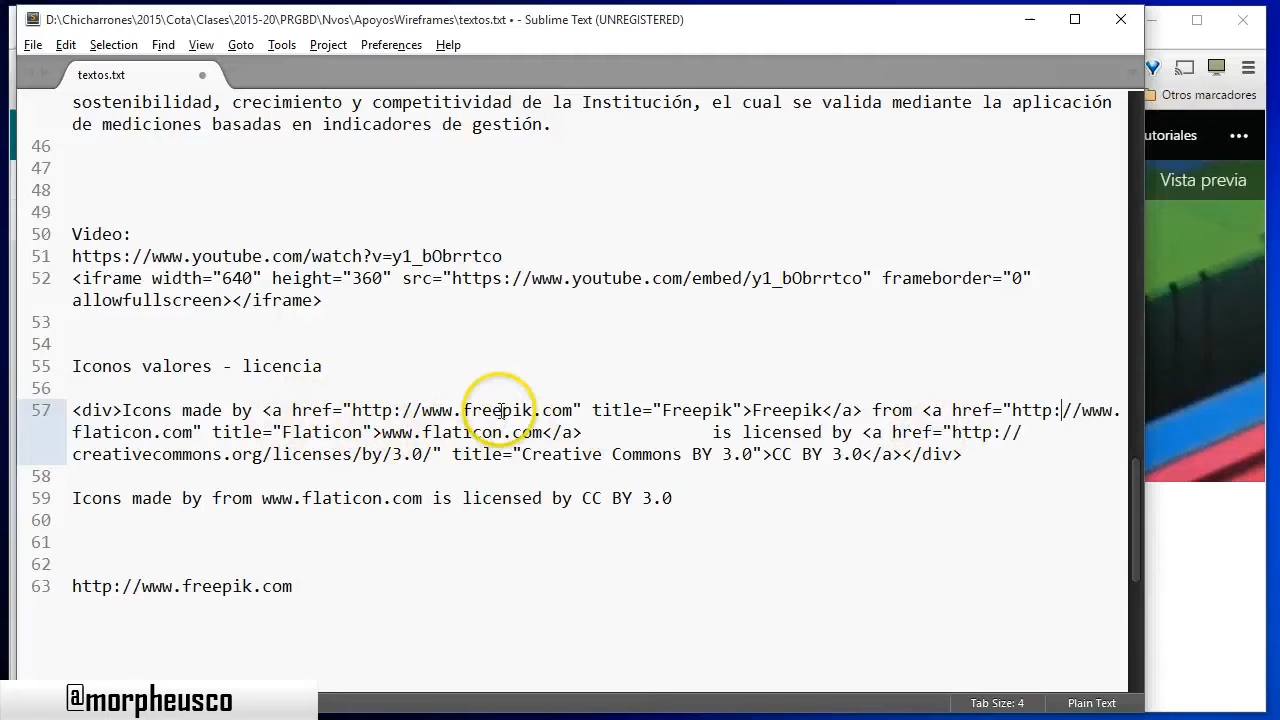 D:\Chicharrones\2015\Cota\Clases\2015-20\PRGBD\Nvos\ApoyosWireframes\textos.txt • - Sublime Text (UNREGISTERED)
File Edit Selection Find View Goto Tools Project Preferences Help
textos.txt
Otros marcadores
utoriales
Vista previa
sostenibilidad, crecimiento y competitividad de la Institución, el cual se valida mediante la aplicación
de mediciones basadas en indicadores de gestión.
46
47
48
49
50 Video:
51 https://www.youtube.com/watch?v=y1_bObrrtco
52 <iframe width="640" height="360" src="https://www.youtube.com/embed/y1_bObrrtco" frameborder="0"
allowfullscreen></iframe>
53
54
55 Iconos valores - licencia
56
57 <div>Icons made by <a href="http://www.freepik.com" title="Freepik">Freepik</a> from <a href="http://www.
flaticon.com" title="Flaticon">www.flaticon.com</a> is licensed by <a href="http://
creativecommons.org/licenses/by/3.0/" title="Creative Commons BY 3.0">CC BY 3.0</a></div>
58
59 Icons made by from www.flaticon.com is licensed by CC BY 3.0
60
61
62
63 http://www.freepik.com
@morpheusco
Tab Size: 4 Plain Text